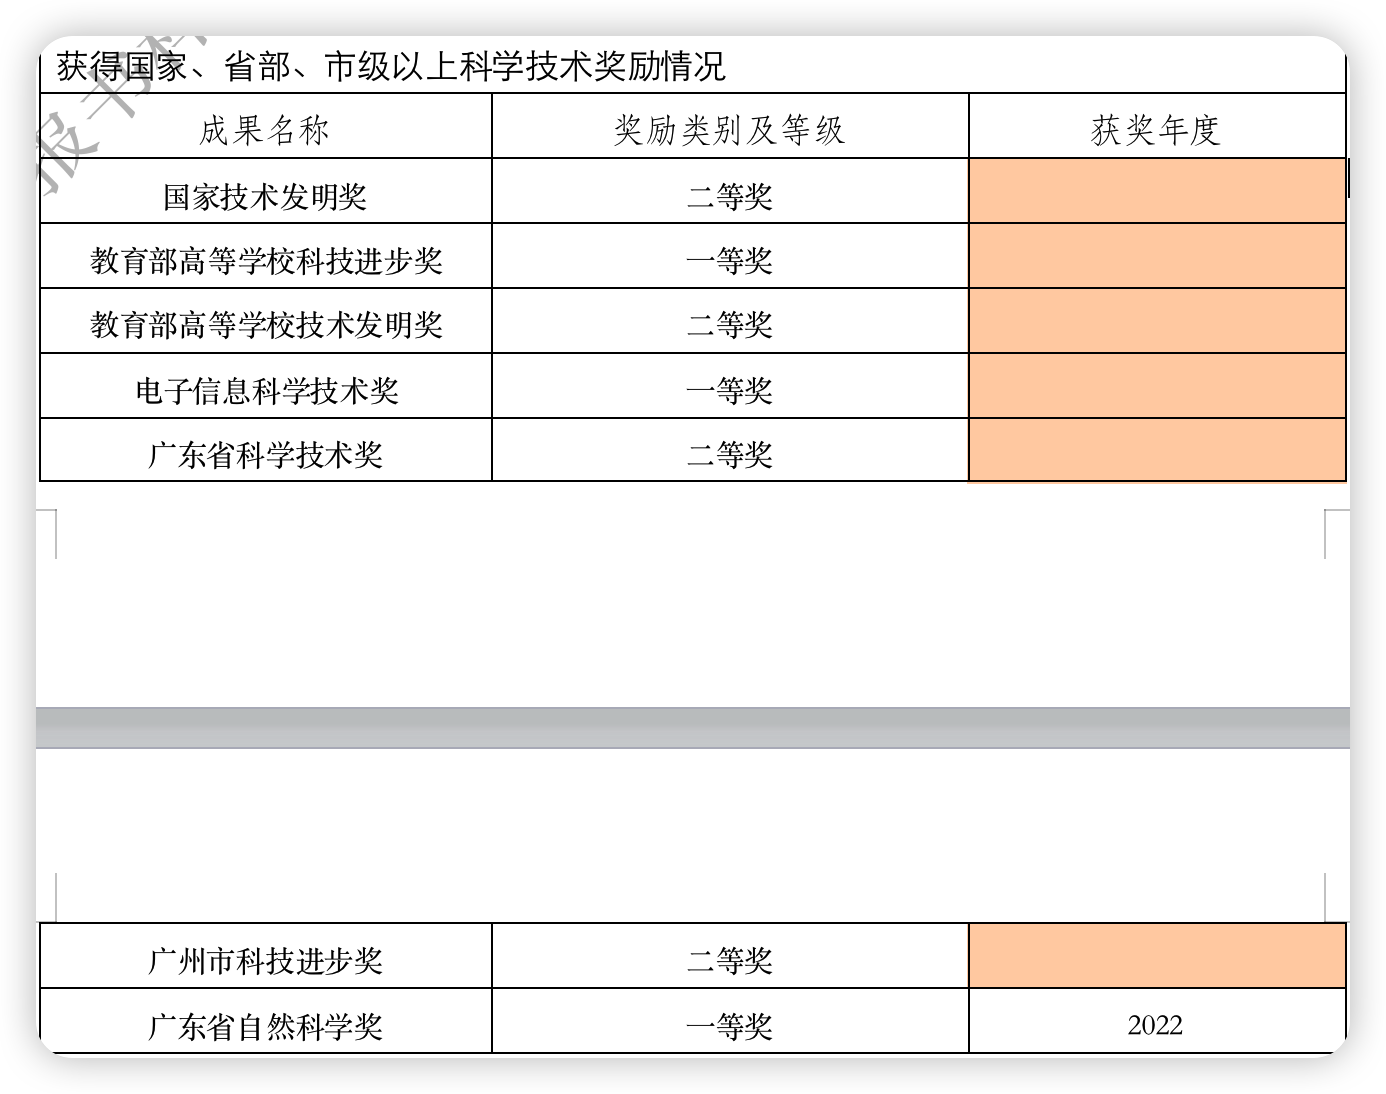 获得国家、省部、市级以上科学技术奖励情况
成果名称 奖励类别及等级 获奖年度
国家技术发明奖 二等奖
教育部高等学校科技进步奖 一等奖
教育部高等学校技术发明奖 二等奖
电子信息科学技术奖 一等奖
广东省科学技术奖 二等奖
广州市科技进步奖 二等奖
广东省自然科学奖 一等奖 2022
报书科